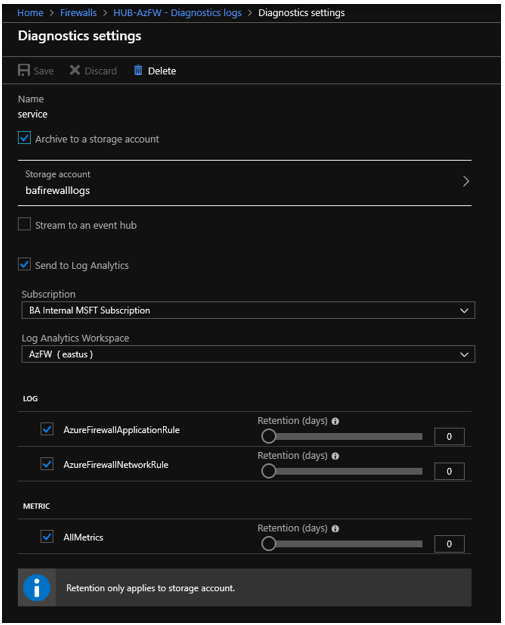 Home > Firewalls > HUB-AzFW - Diagnostics logs > Diagnostics settings
Diagnostics settings
Save Discard Delete
Name
service
Archive to a storage account
Storage account
bafirewalllogs
Stream to an event hub
Send to Log Analytics
Subscription
BA Internal MSFT Subscription
Log Analytics Workspace
AzFW ( eastus )
LOG
AzureFirewallApplicationRule
Retention (days)
0
AzureFirewallNetworkRule
Retention (days)
0
METRIC
AllMetrics
Retention (days)
0
Retention only applies to storage account.